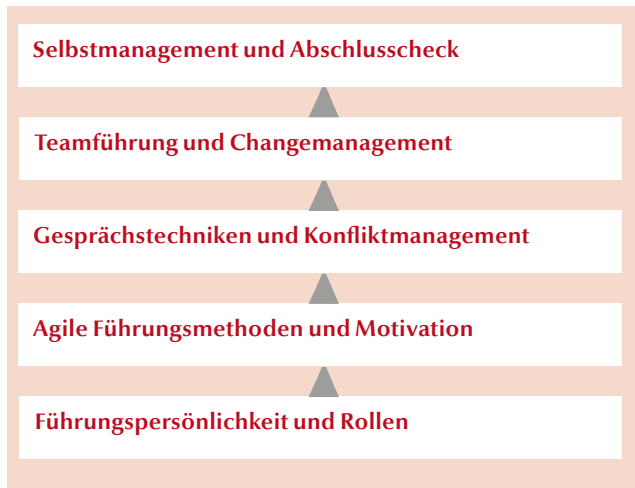 Selbstmanagement und Abschlusscheck
Teamführung und Changemanagement
Gesprächstechniken und Konfliktmanagement
Agile Führungsmethoden und Motivation
Führungspersönlichkeit und Rollen